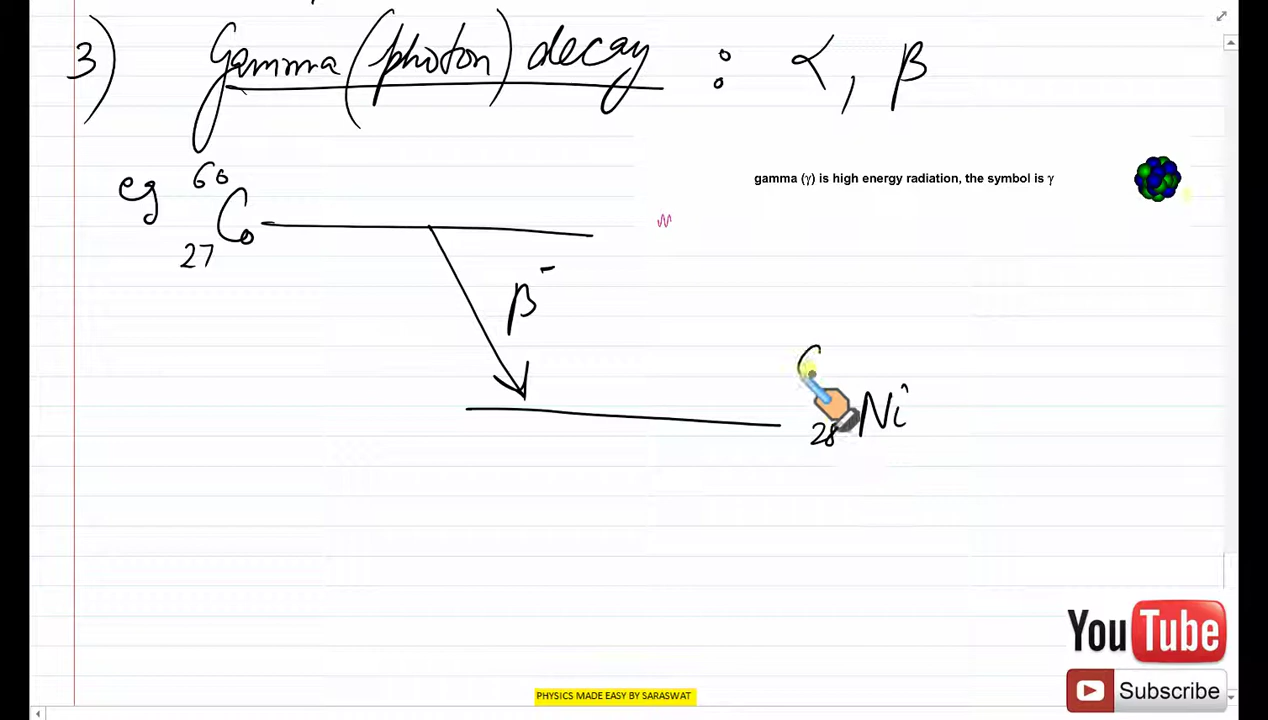 3) Gamma (photon) decay : α, β
gamma (γ) is high energy radiation, the symbol is γ
eg 60
27 Co
β-
6
28 Ni
YouTube
Subscribe
PHYSICS MADE EASY BY SARASWAT